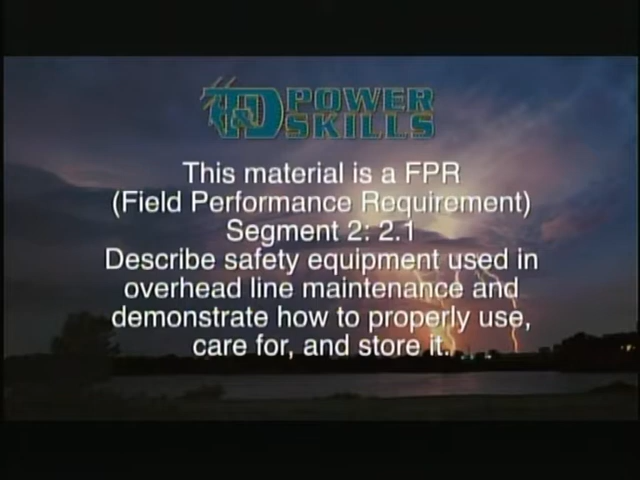 T&D POWER
SKILLS
This material is a FPR
(Field Performance Requirement)
Segment 2: 2.1
Describe safety equipment used in
overhead line maintenance and
demonstrate how to properly use,
care for, and store it.